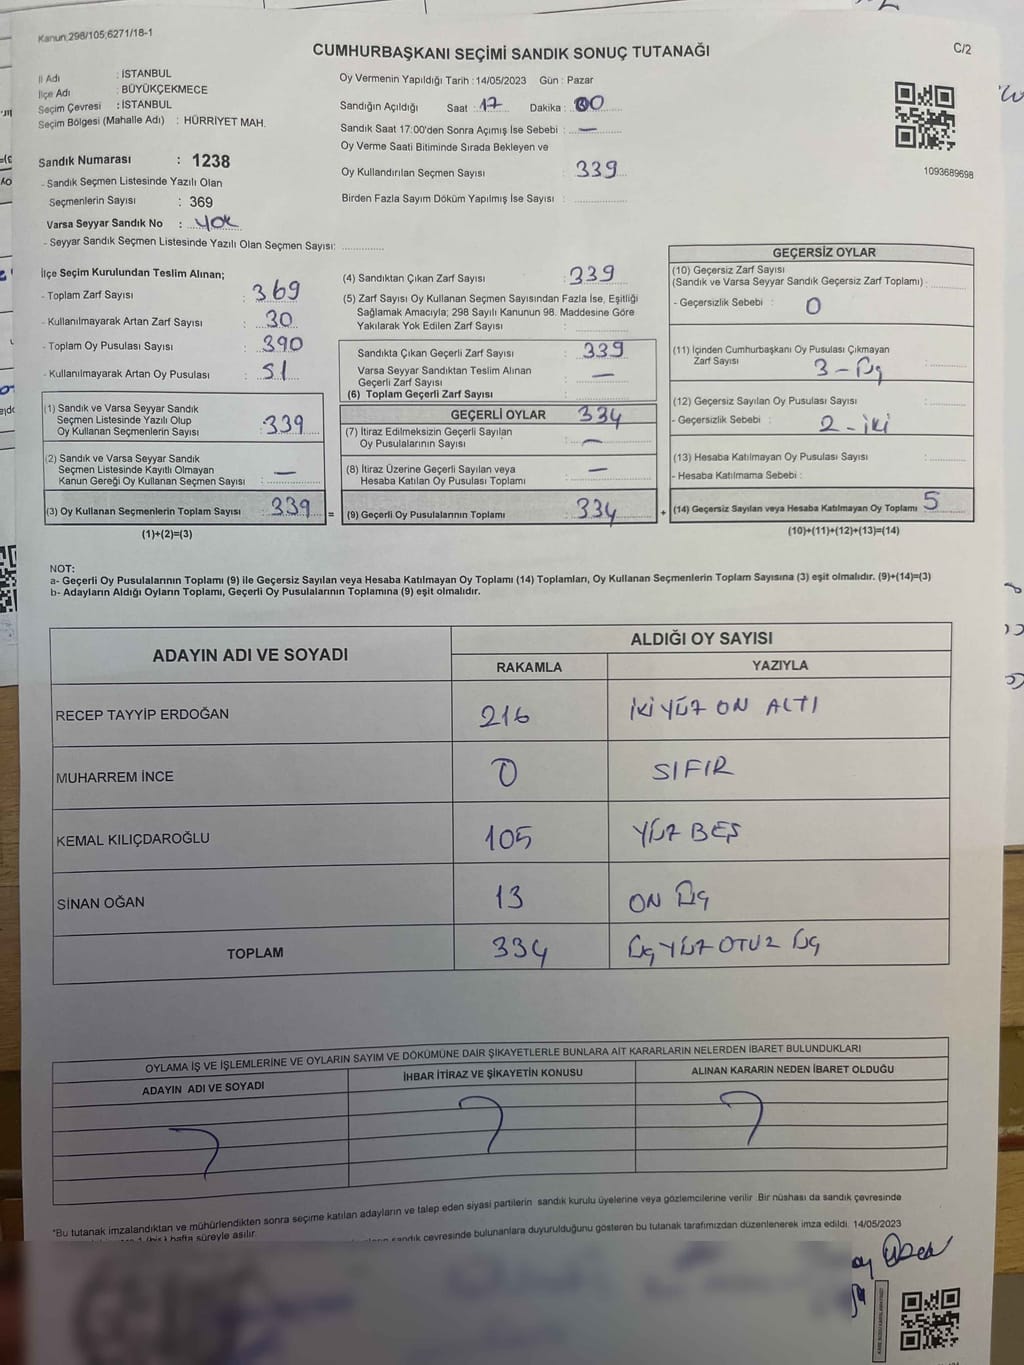 Kanun:298/105;6271/18-1
CUMHURBAŞKANI SEÇİMİ SANDIK SONUÇ TUTANAĞI
C/2
İl Adı : İSTANBUL
İlçe Adı : BÜYÜKÇEKMECE
Seçim Çevresi : İSTANBUL
Seçim Bölgesi (Mahalle Adı) : HÜRRİYET MAH.
Sandık Numarası : 1238
- Sandık Seçmen Listesinde Yazılı Olan
Seçmenlerin Sayısı : 369
Varsa Seyyar Sandık No : YOK
- Seyyar Sandık Seçmen Listesinde Yazılı Olan Seçmen Sayısı:
Oy Vermenin Yapıldığı Tarih : 14/05/2023 Gün : Pazar
Sandığın Açıldığı Saat : 17 Dakika : 00
Sandık Saat 17:00'den Sonra Açımış İse Sebebi : —
Oy Verme Saati Bitiminde Sırada Bekleyen ve
Oy Kullandırılan Seçmen Sayısı : 339
Birden Fazla Sayım Döküm Yapılmış İse Sayısı :
1093689698
İlçe Seçim Kurulundan Teslim Alınan;
- Toplam Zarf Sayısı : 369
- Kullanılmayarak Artan Zarf Sayısı : 30
- Toplam Oy Pusulası Sayısı : 390
- Kullanılmayarak Artan Oy Pusulası : 51
(1) Sandık ve Varsa Seyyar Sandık
Seçmen Listesinde Yazılı Olup
Oy Kullanan Seçmenlerin Sayısı : 339
(2) Sandık ve Varsa Seyyar Sandık
Seçmen Listesinde Kayıtlı Olmayan
Kanun Gereği Oy Kullanan Seçmen Sayısı : —
(3) Oy Kullanan Seçmenlerin Toplam Sayısı : 339 =
(1)+(2)=(3)
(4) Sandıktan Çıkan Zarf Sayısı : 339
(5) Zarf Sayısı Oy Kullanan Seçmen Sayısından Fazla İse, Eşitliği
Sağlamak Amacıyla; 298 Sayılı Kanunun 98. Maddesine Göre
Yakılarak Yok Edilen Zarf Sayısı :
Sandıkta Çıkan Geçerli Zarf Sayısı : 339
Varsa Seyyar Sandıktan Teslim Alınan
Geçerli Zarf Sayısı : —
(6) Toplam Geçerli Zarf Sayısı :
GEÇERLİ OYLAR 334
(7) İtiraz Edilmeksizin Geçerli Sayılan
Oy Pusulalarının Sayısı : —
(8) İtiraz Üzerine Geçerli Sayılan veya
Hesaba Katılan Oy Pusulası Toplamı : —
(9) Geçerli Oy Pusulalarının Toplamı : 334 +
GEÇERSİZ OYLAR
(10) Geçersiz Zarf Sayısı
(Sandık ve Varsa Seyyar Sandık Geçersiz Zarf Toplamı) :
- Geçersizlik Sebebi : 0
(11) İçinden Cumhurbaşkanı Oy Pusulası Çıkmayan
Zarf Sayısı : 3 - Üç
(12) Geçersiz Sayılan Oy Pusulası Sayısı :
- Geçersizlik Sebebi : 2 - iki
(13) Hesaba Katılmayan Oy Pusulası Sayısı :
- Hesaba Katılmama Sebebi :
(14) Geçersiz Sayılan veya Hesaba Katılmayan Oy Toplamı 5
(10)+(11)+(12)+(13)=(14)
NOT:
a- Geçerli Oy Pusulalarının Toplamı (9) ile Geçersiz Sayılan veya Hesaba Katılmayan Oy Toplamı (14) Toplamları, Oy Kullanan Seçmenlerin Toplam Sayısına (3) eşit olmalıdır. (9)+(14)=(3)
b- Adayların Aldığı Oyların Toplamı, Geçerli Oy Pusulalarının Toplamına (9) eşit olmalıdır.
ADAYIN ADI VE SOYADI
ALDIĞI OY SAYISI
RAKAMLA YAZIYLA
RECEP TAYYİP ERDOĞAN 216 İKİ YÜZ ON ALTI
MUHARREM İNCE 0 SIFIR
KEMAL KILIÇDAROĞLU 105 YÜZ BEŞ
SİNAN OĞAN 13 ON ÜÇ
TOPLAM 334 ÜÇ YÜZ OTUZ ÜÇ
OYLAMA İŞ VE İŞLEMLERİNE VE OYLARIN SAYIM VE DÖKÜMÜNE DAİR ŞİKAYETLERLE BUNLARA AİT KARARLARIN NELERDEN İBARET BULUNDUKLARI
ADAYIN ADI VE SOYADI İHBAR İTİRAZ VE ŞİKAYETİN KONUSU ALINAN KARARIN NEDEN İBARET OLDUĞU
*Bu tutanak imzalandıktan ve mühürlendikten sonra seçime katılan adayların ve talep eden siyasi partilerin sandık kurulu üyelerine veya gözlemcilerine verilir. Bir nüshası da sandık çevresinde
hafta süreyle asılır.
sandık çevresinde bulunanlara duyurulduğunu gösteren bu tutanak tarafımızdan düzenlenerek imza edildi. 14/05/2023